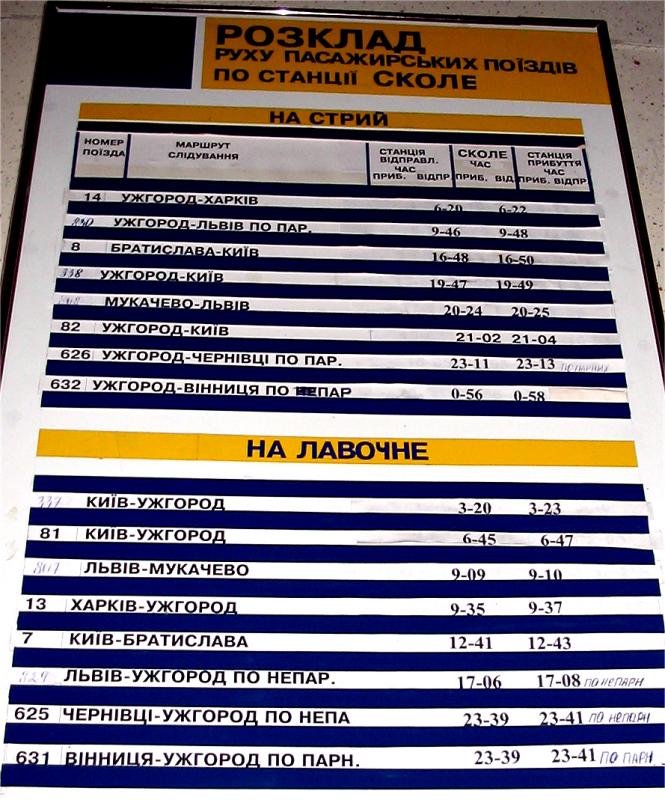 РОЗКЛАД
РУХУ ПАСАЖИРСЬКИХ ПОЇЗДІВ
ПО СТАНЦІЇ СКОЛЕ
НА СТРИЙ
НОМЕР ПОЇЗДА МАРШРУТ СЛІДУВАННЯ СТАНЦІЯ ВІДПРАВЛ. ЧАС ПРИБ. ВІДПР. СКОЛЕ ЧАС ПРИБ. ВІД. СТАНЦІЯ ПРИБУТТЯ ЧАС ПРИБ. ВІДПР
14 УЖГОРОД-ХАРКІВ 6-20 6-22
830 УЖГОРОД-ЛЬВІВ ПО ПАР. 9-46 9-48
8 БРАТИСЛАВА-КИЇВ 16-48 16-50
338 УЖГОРОД-КИЇВ 19-47 19-49
МУКАЧЕВО-ЛЬВІВ 20-24 20-25
82 УЖГОРОД-КИЇВ 21-02 21-04
626 УЖГОРОД-ЧЕРНІВЦІ ПО ПАР. 23-11 23-13
632 УЖГОРОД-ВІННИЦЯ ПО НЕПАР 0-56 0-58
НА ЛАВОЧНЕ
337 КИЇВ-УЖГОРОД 3-20 3-23
81 КИЇВ-УЖГОРОД 6-45 6-47
807 ЛЬВІВ-МУКАЧЕВО 9-09 9-10
13 ХАРКІВ-УЖГОРОД 9-35 9-37
7 КИЇВ-БРАТИСЛАВА 12-41 12-43
829 ЛЬВІВ-УЖГОРОД ПО НЕПАР. 17-06 17-08 ПО НЕПАРН
625 ЧЕРНІВЦІ-УЖГОРОД ПО НЕПА 23-39 23-41 ПО НЕПАРН
631 ВІННИЦЯ-УЖГОРОД ПО ПАРН. 23-39 23-41 ПО ПАРН